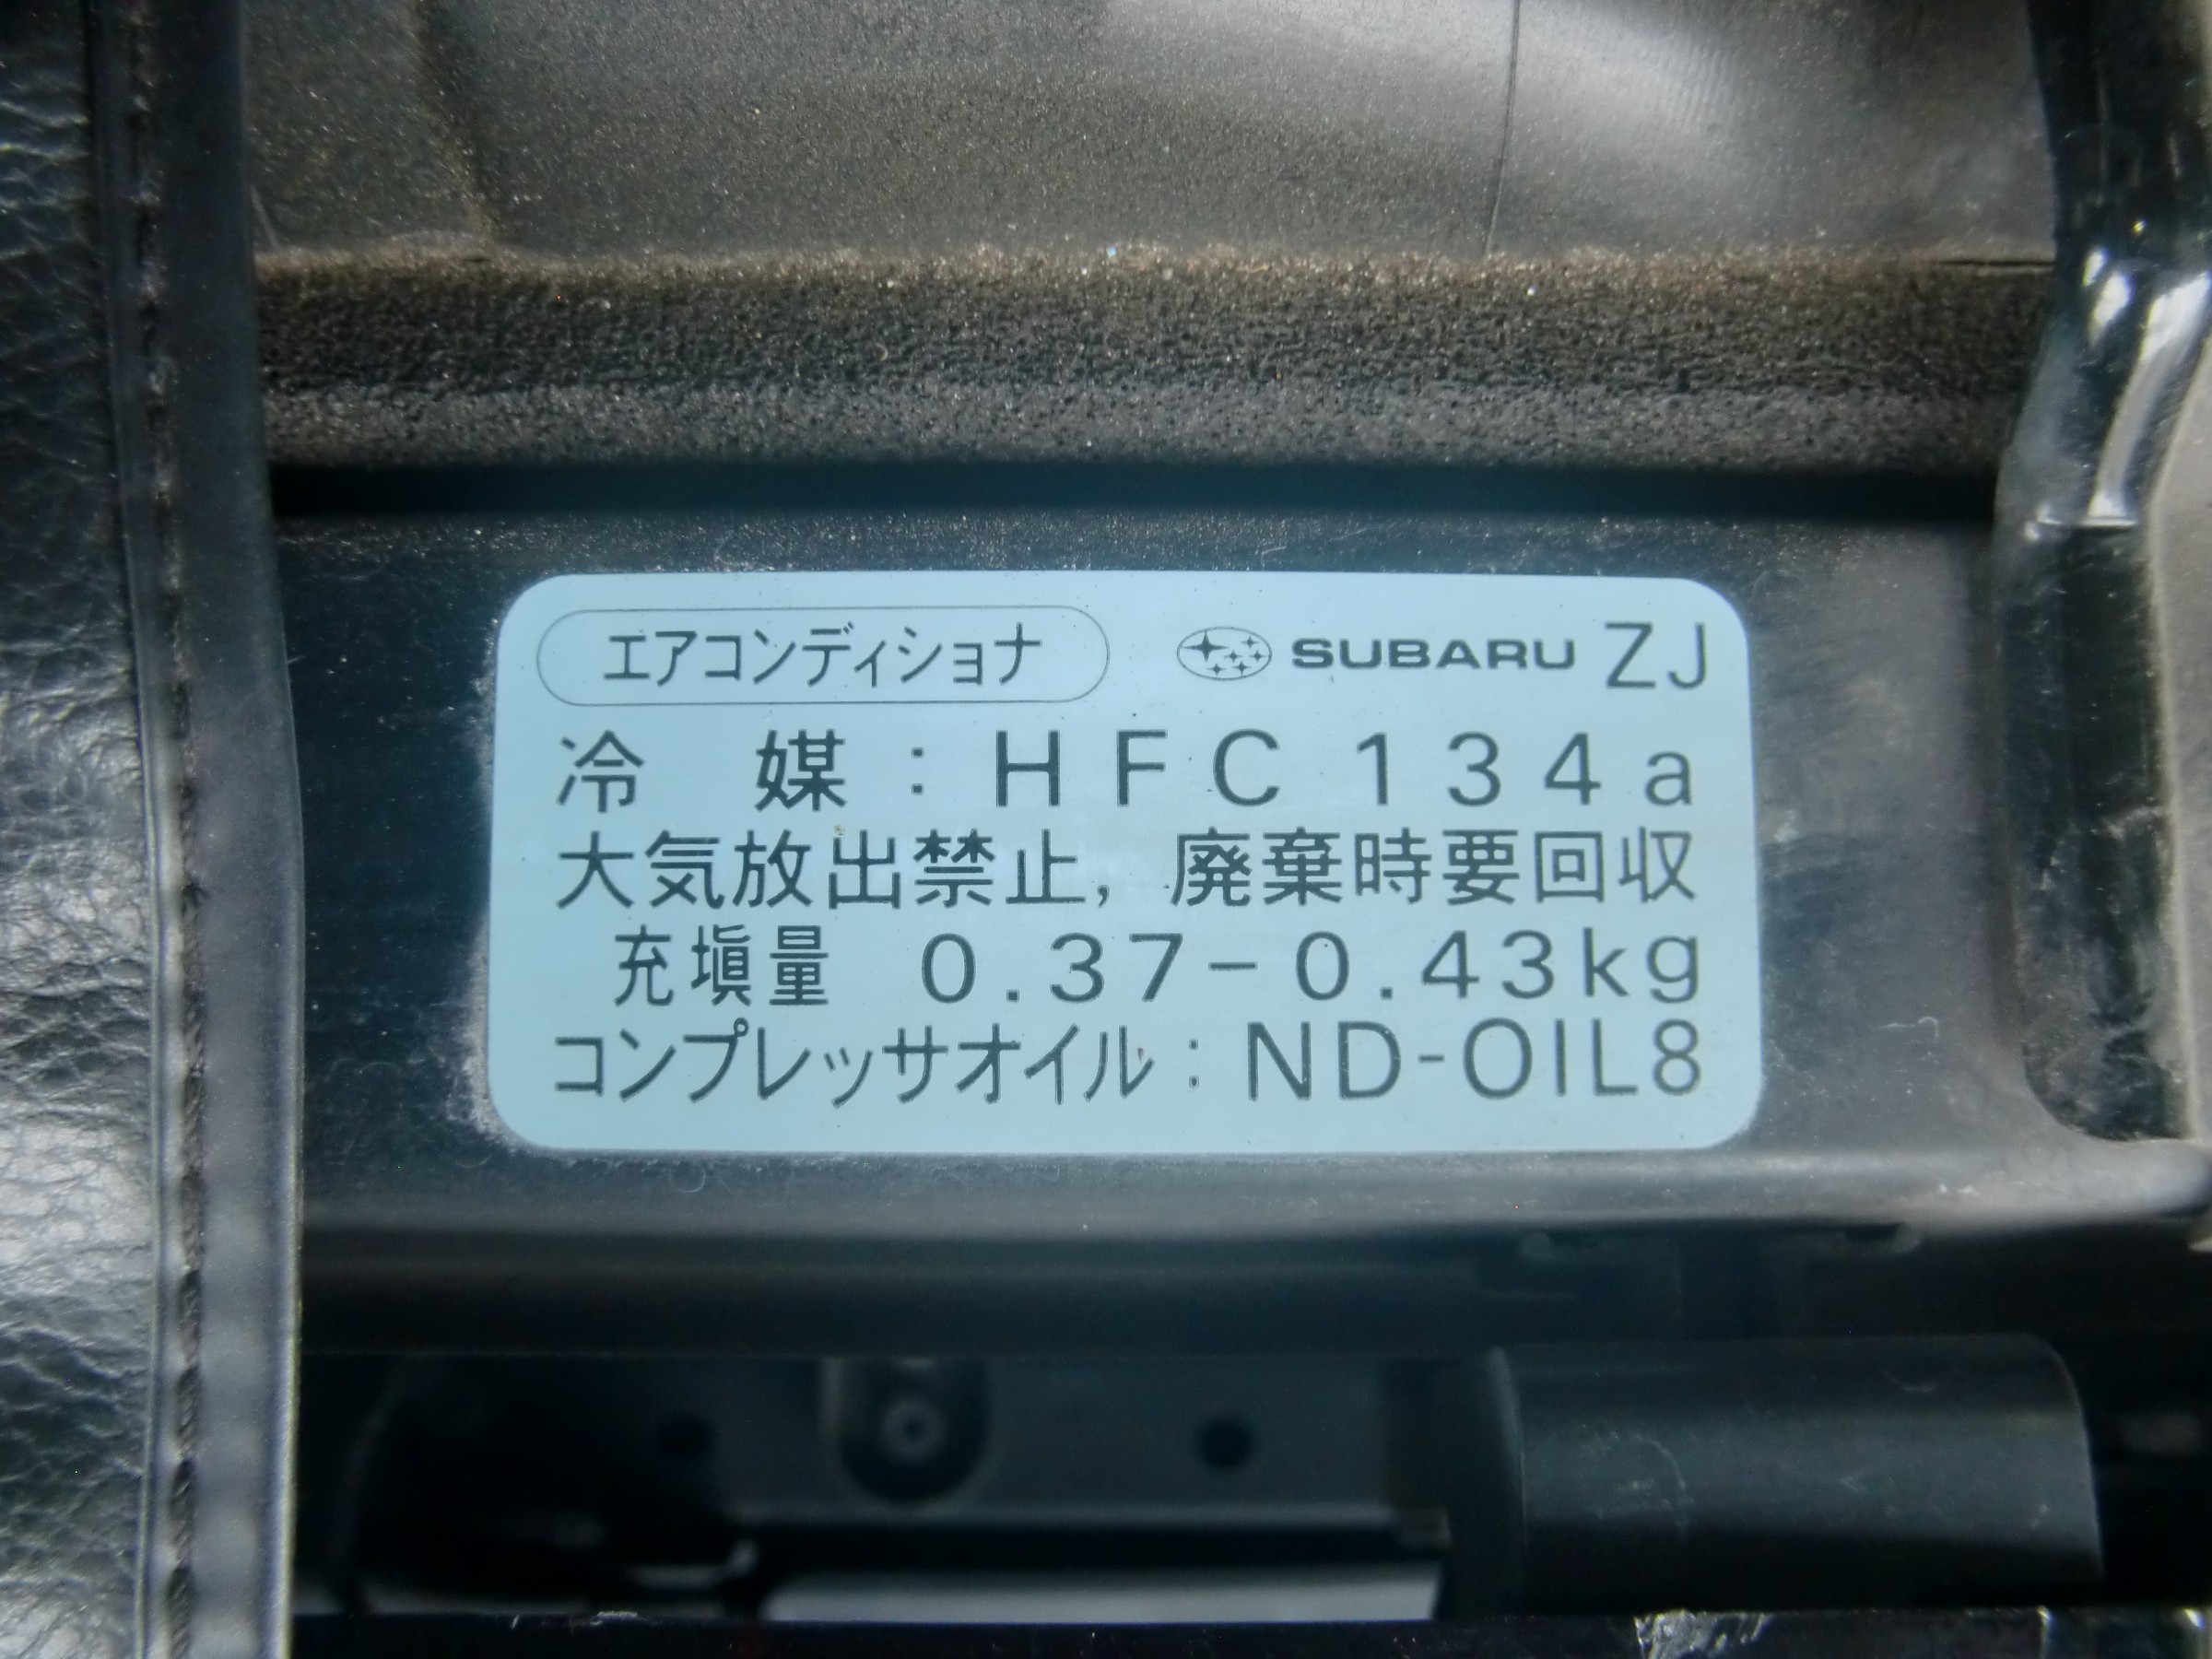 エアコンディショナ SUBARU ZJ
冷 媒 : HFC134a
大気放出禁止, 廃棄時要回収
充塡量 0.37-0.43kg
コンプレッサオイル : ND-OIL8